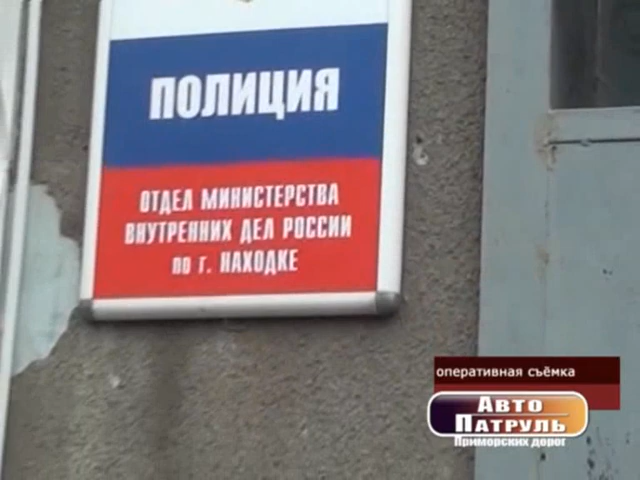 ПОЛИЦИЯ
ОТДЕЛ МИНИСТЕРСТВА
ВНУТРЕННИХ ДЕЛ РОССИИ
ПО Г. НАХОДКЕ
оперативная съёмка
АВТО
ПАТРУЛЬ
Приморских дорог